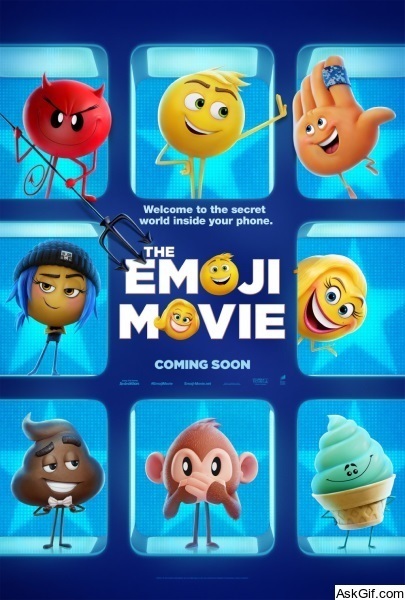 Welcome to the secret
world inside your phone.
THE
EMOJI
MOVIE
COMING SOON
AskGif.com